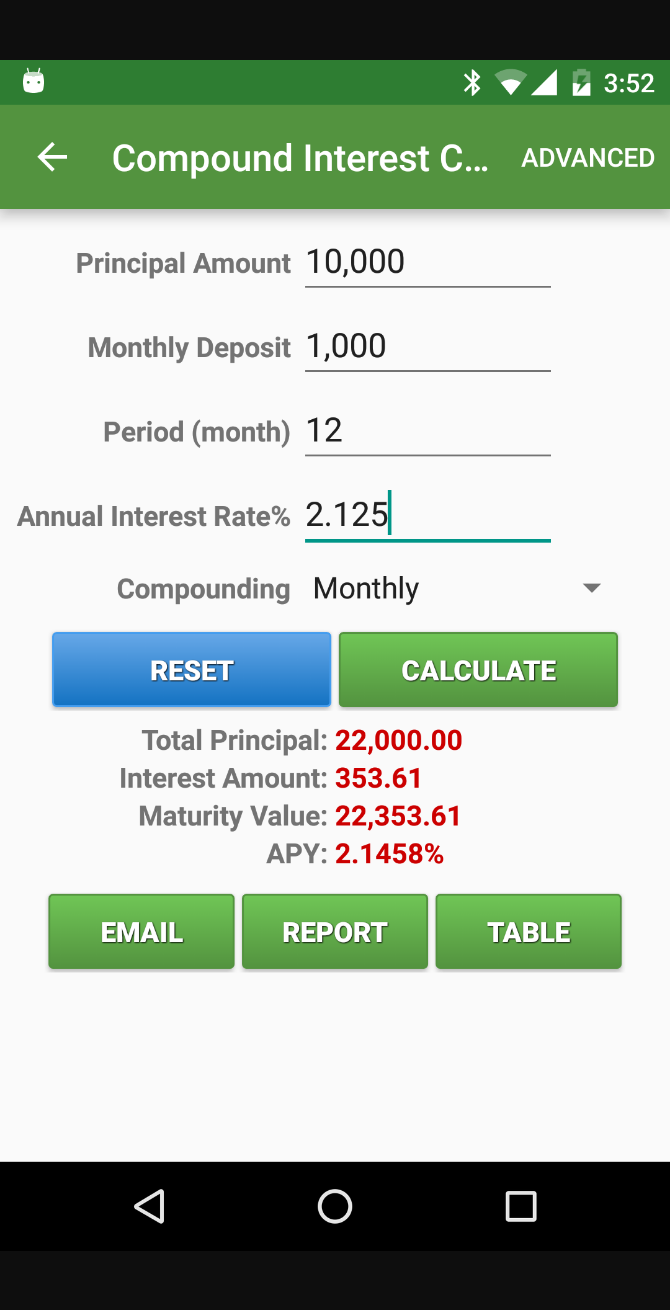 3:52
Compound Interest C... ADVANCED
Principal Amount 10,000
Monthly Deposit 1,000
Period (month) 12
Annual Interest Rate% 2.125
Compounding Monthly
RESET CALCULATE
Total Principal: 22,000.00
Interest Amount: 353.61
Maturity Value: 22,353.61
APY: 2.1458%
EMAIL REPORT TABLE